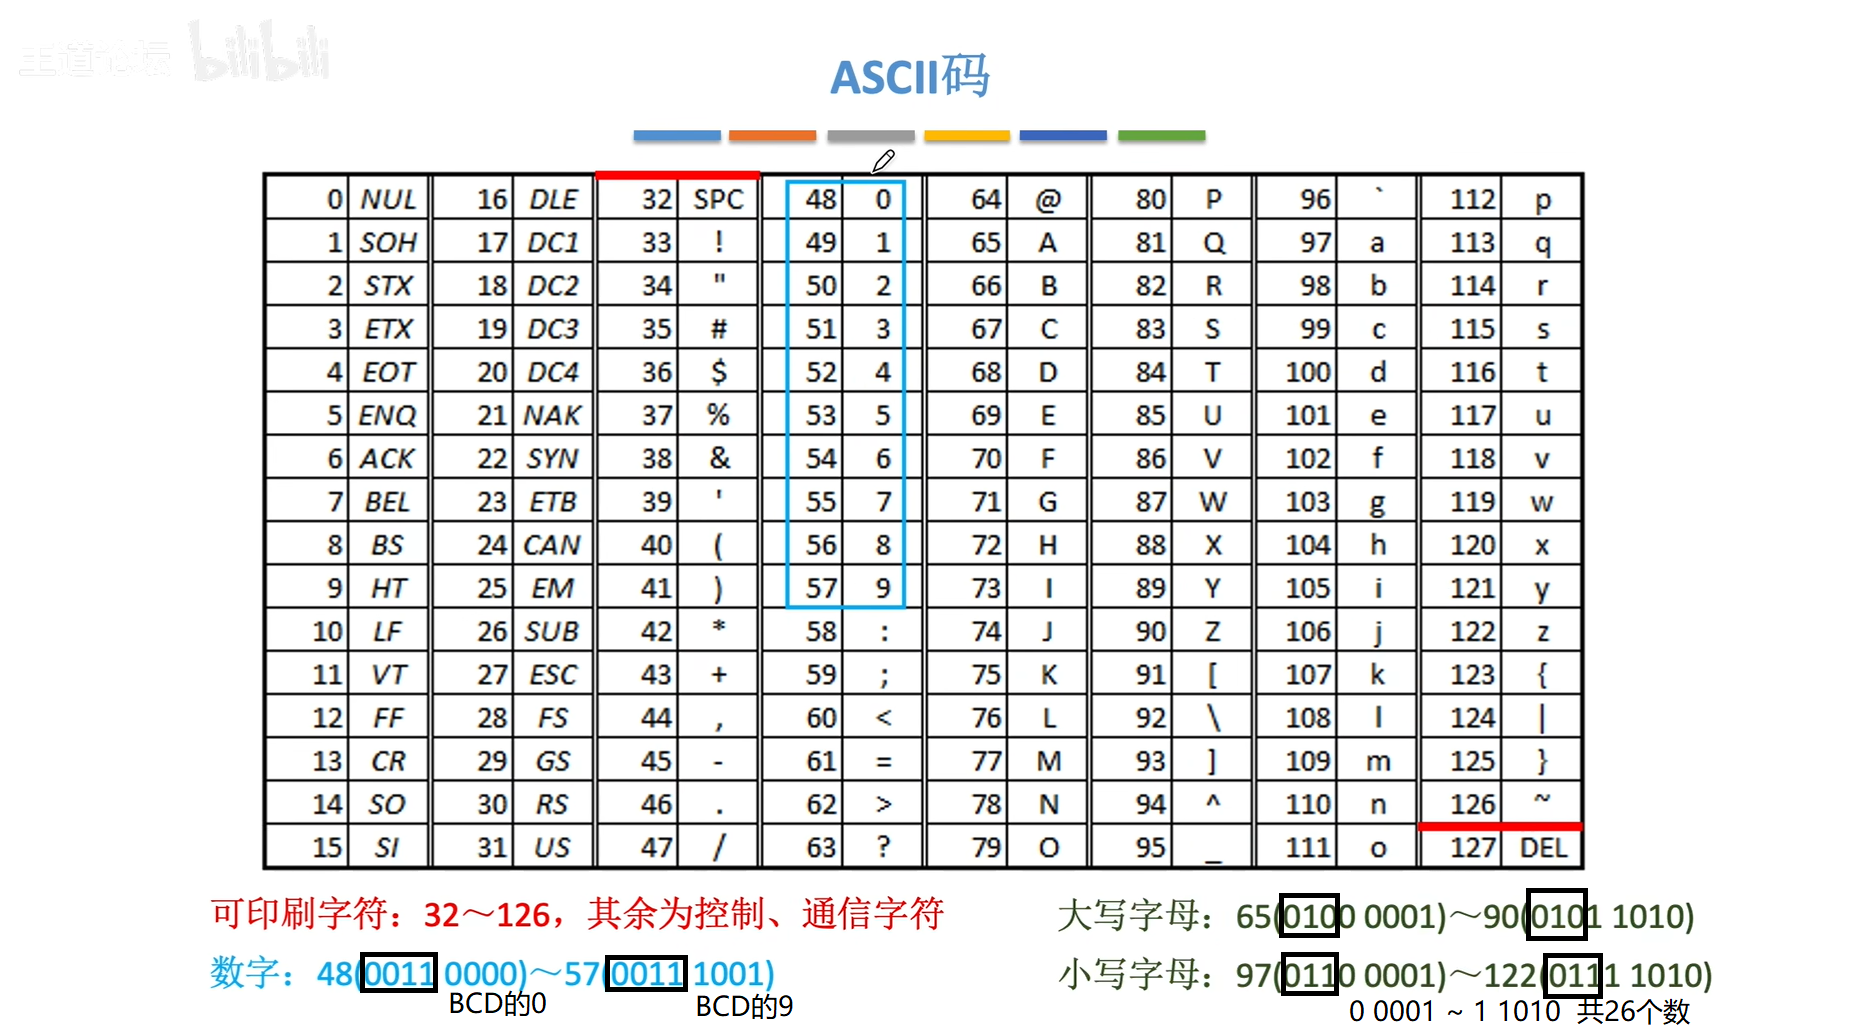 王道论坛 bilibili
ASCII码
0 NUL 16 DLE 32 SPC 48 0 64 @ 80 P 96 ` 112 p
1 SOH 17 DC1 33 ! 49 1 65 A 81 Q 97 a 113 q
2 STX 18 DC2 34 " 50 2 66 B 82 R 98 b 114 r
3 ETX 19 DC3 35 # 51 3 67 C 83 S 99 c 115 s
4 EOT 20 DC4 36 $ 52 4 68 D 84 T 100 d 116 t
5 ENQ 21 NAK 37 % 53 5 69 E 85 U 101 e 117 u
6 ACK 22 SYN 38 & 54 6 70 F 86 V 102 f 118 v
7 BEL 23 ETB 39 ' 55 7 71 G 87 W 103 g 119 w
8 BS 24 CAN 40 ( 56 8 72 H 88 X 104 h 120 x
9 HT 25 EM 41 ) 57 9 73 I 89 Y 105 i 121 y
10 LF 26 SUB 42 * 58 : 74 J 90 Z 106 j 122 z
11 VT 27 ESC 43 + 59 ; 75 K 91 [ 107 k 123 {
12 FF 28 FS 44 , 60 < 76 L 92 \ 108 l 124 |
13 CR 29 GS 45 - 61 = 77 M 93 ] 109 m 125 }
14 SO 30 RS 46 . 62 > 78 N 94 ^ 110 n 126 ~
15 SI 31 US 47 / 63 ? 79 O 95 _ 111 o 127 DEL
可印刷字符：32～126，其余为控制、通信字符
大写字母：65(0100 0001)～90(0101 1010)
数字：48(0011 0000)～57(0011 1001)
小写字母：97(0110 0001)～122(0111 1010)
BCD的0 BCD的9
0 0001 ~ 1 1010 共26个数